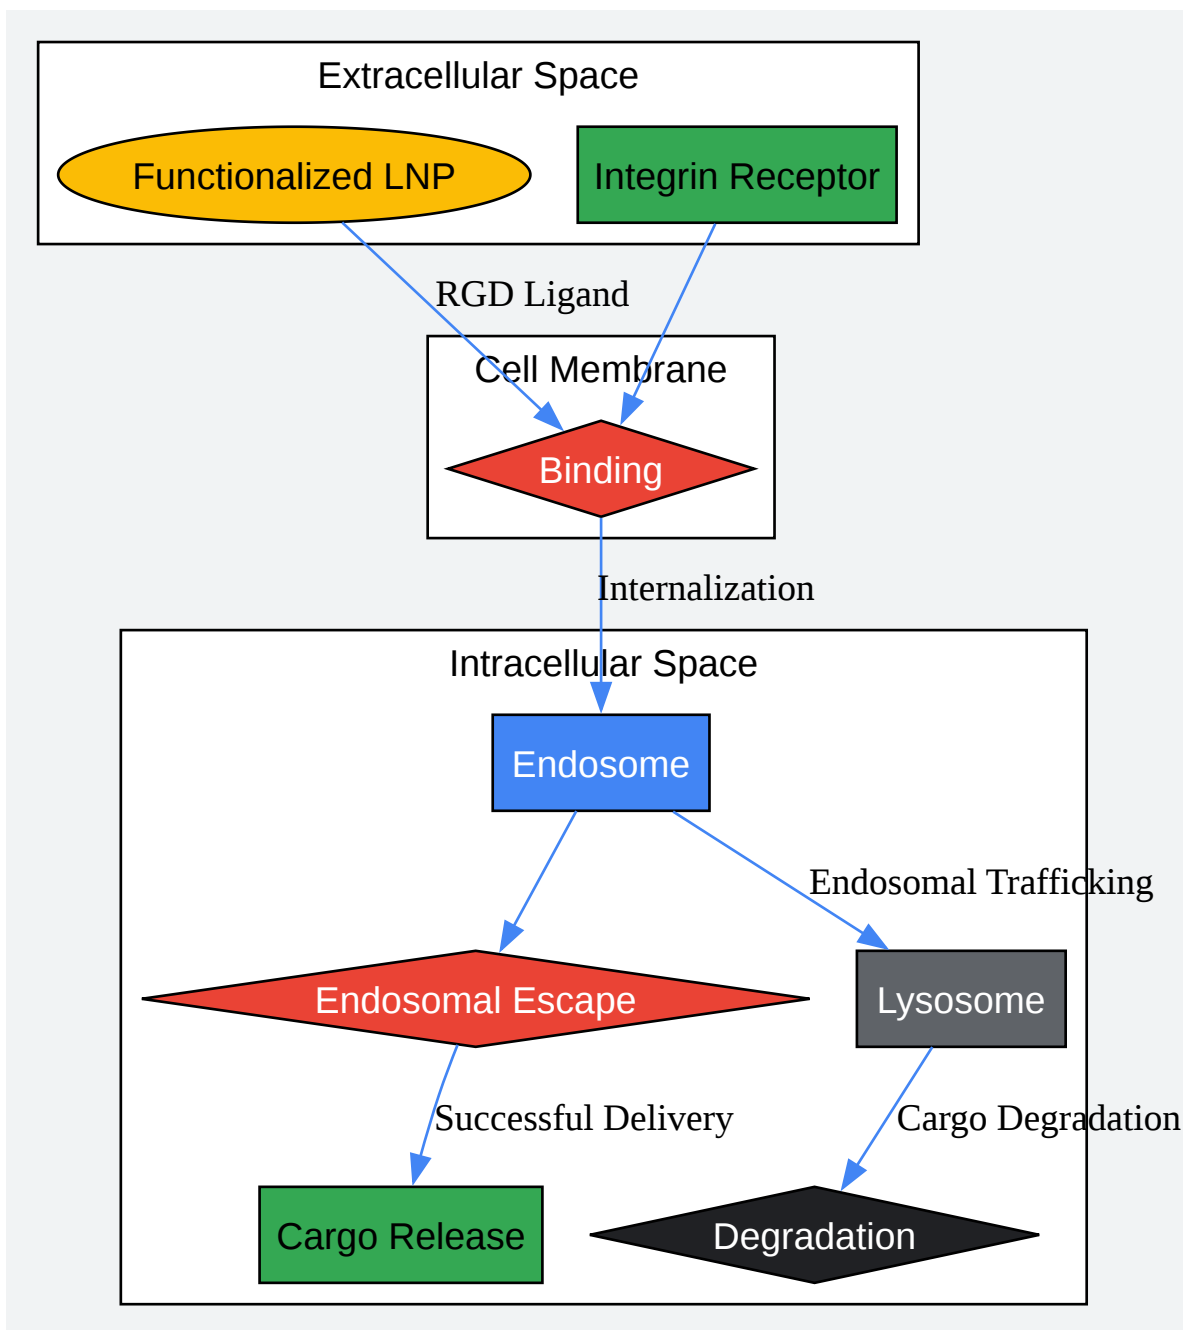 Extracellular Space
Functionalized LNP
Integrin Receptor
RGD Ligand
Cell Membrane
Binding
Internalization
Intracellular Space
Endosome
Endosomal Trafficking
Endosomal Escape
Lysosome
Successful Delivery
Cargo Degradation
Cargo Release
Degradation